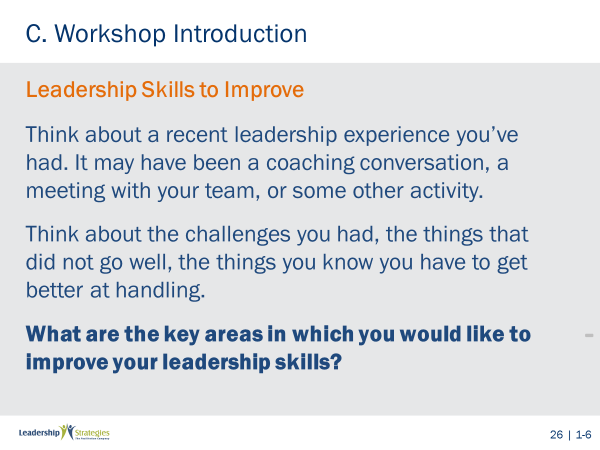 C. Workshop Introduction
Leadership Skills to Improve
Think about a recent leadership experience you've
had. It may have been a coaching conversation, a
meeting with your team, or some other activity.
Think about the challenges you had, the things that
did not go well, the things you know you have to get
better at handling.
What are the key areas in which you would like to
improve your leadership skills?
Leadership Strategies
The Facilitation Company
26 | 1-6